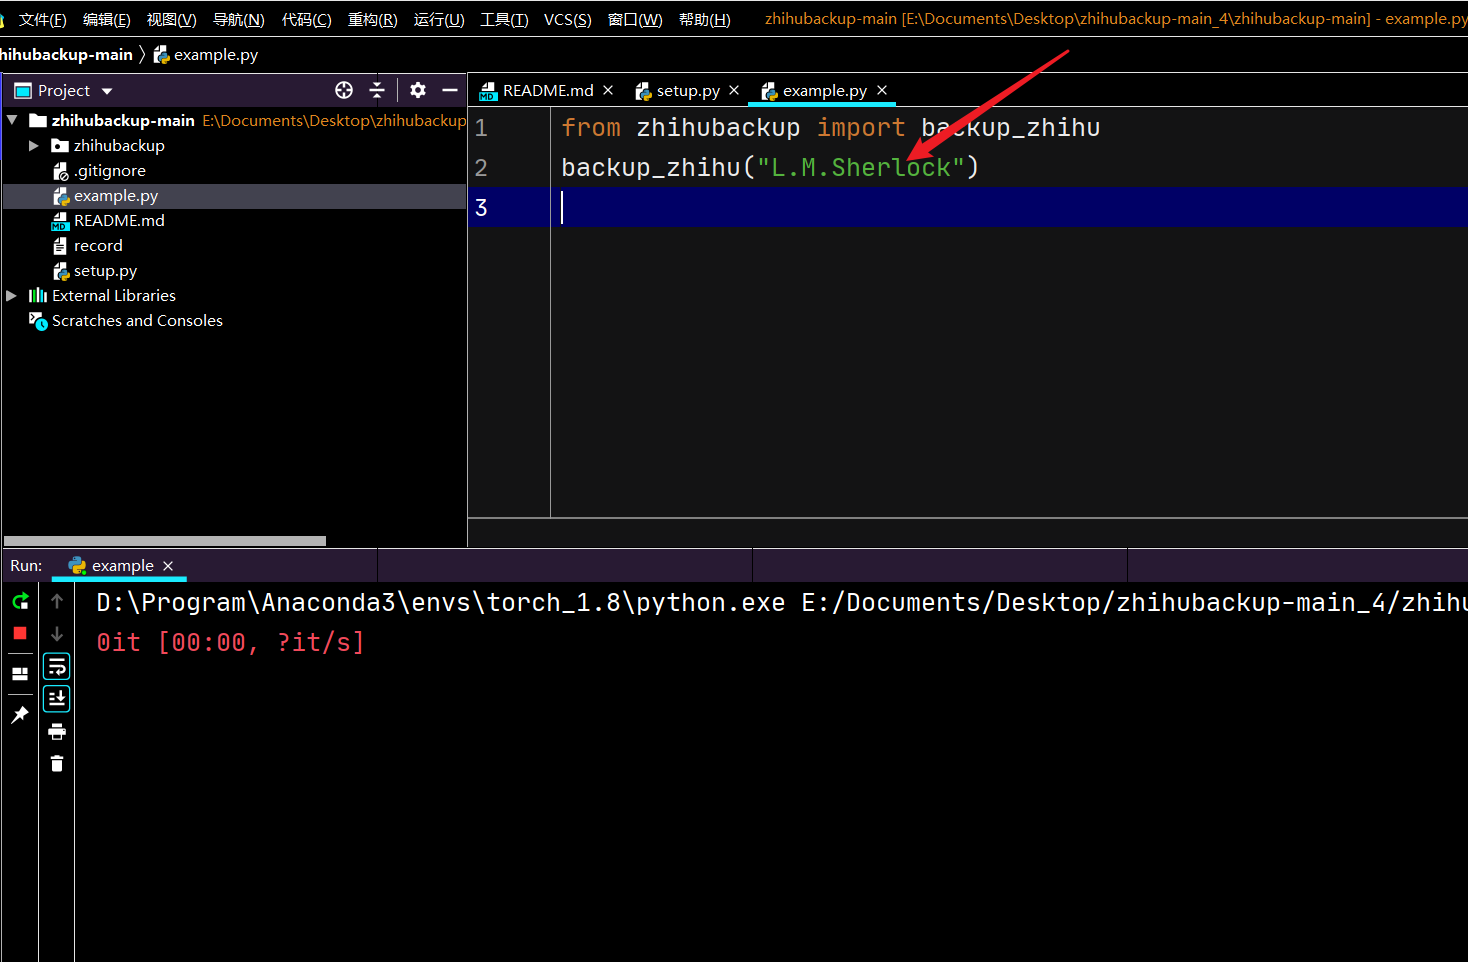 文件(F) 编辑(E) 视图(V) 导航(N) 代码(C) 重构(R) 运行(U) 工具(T) VCS(S) 窗口(W) 帮助(H) zhihubackup-main [E:\Documents\Desktop\zhihubackup-main_4\zhihubackup-main] - example.py
hihubackup-main 〉 example.py
Project
README.md × setup.py × example.py ×
zhihubackup-main E:\Documents\Desktop\zhihubackup
zhihubackup
.gitignore
example.py
README.md
record
setup.py
External Libraries
Scratches and Consoles
1 from zhihubackup import backup_zhihu
2 backup_zhihu("L.M.Sherlock")
3
Run: example ×
D:\Program\Anaconda3\envs\torch_1.8\python.exe E:/Documents/Desktop/zhihubackup-main_4/zhihu
0it [00:00, ?it/s]